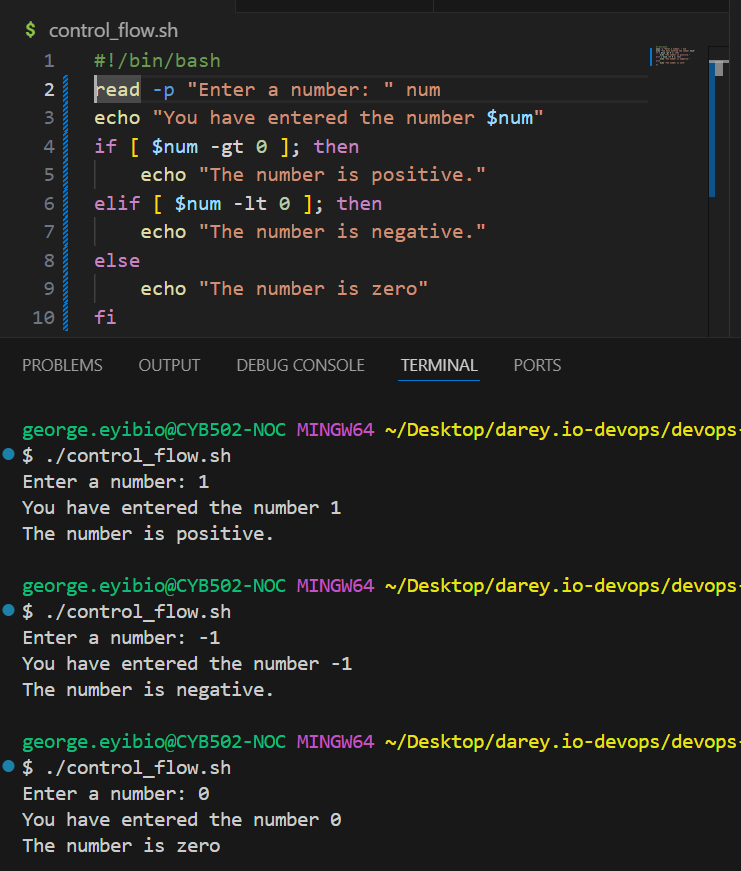 $ control_flow.sh
1 #!/bin/bash
2 read -p "Enter a number: " num
3 echo "You have entered the number $num"
4 if [ $num -gt 0 ]; then
5     echo "The number is positive."
6 elif [ $num -lt 0 ]; then
7     echo "The number is negative."
8 else
9     echo "The number is zero"
10 fi
PROBLEMS OUTPUT DEBUG CONSOLE TERMINAL PORTS
george.eyibio@CYB502-NOC MINGW64 ~/Desktop/darey.io-devops/devops-
$ ./control_flow.sh
Enter a number: 1
You have entered the number 1
The number is positive.
george.eyibio@CYB502-NOC MINGW64 ~/Desktop/darey.io-devops/devops-
$ ./control_flow.sh
Enter a number: -1
You have entered the number -1
The number is negative.
george.eyibio@CYB502-NOC MINGW64 ~/Desktop/darey.io-devops/devops-
$ ./control_flow.sh
Enter a number: 0
You have entered the number 0
The number is zero